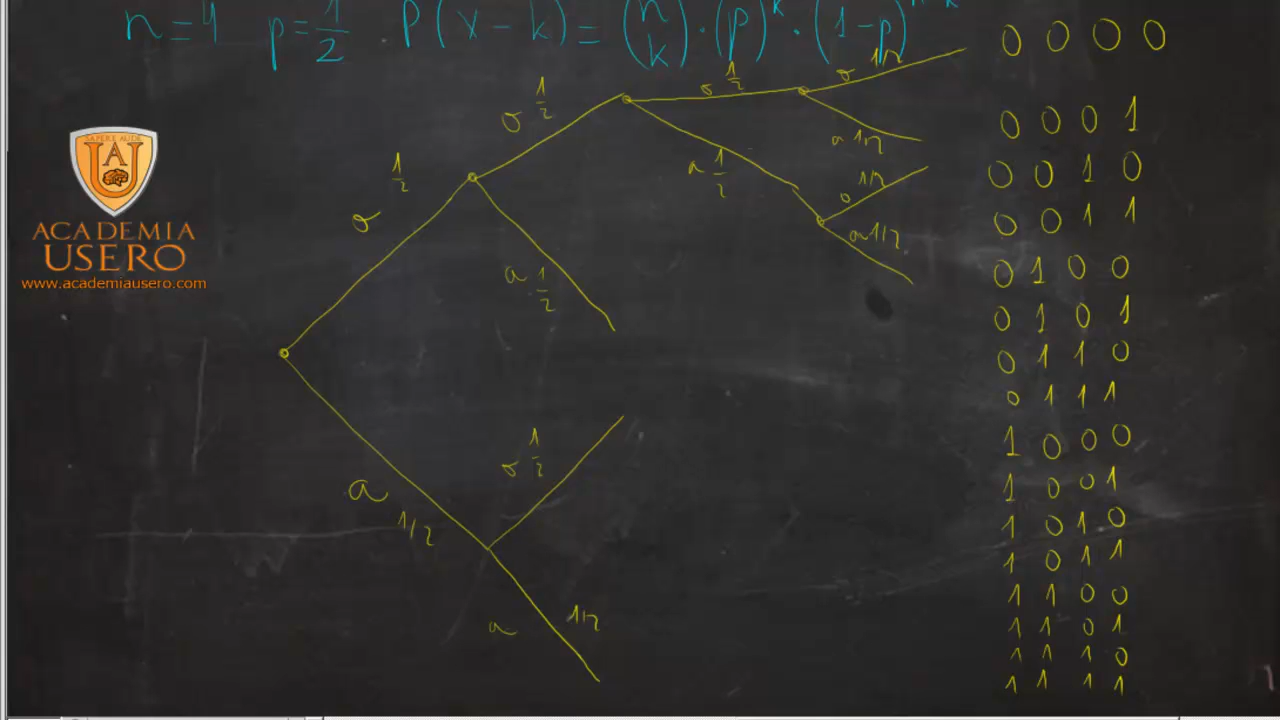 n=4 p=1/2 . P(x-k)=(n k)·(p)^k·(1-p)^n-k
0 0 0 0
0 0 0 1
0 0 1 0
0 0 1 1
0 1 0 0
0 1 0 1
0 1 1 0
0 1 1 1
1 0 0 0
1 0 0 1
1 0 1 0
1 0 1 1
1 1 0 0
1 1 0 1
1 1 1 0
1 1 1 1
SAPERE AUDE
UA
ACADEMIA
USERO
www.academiausero.com
σ 1/2
σ 1/2
σ 1/2
σ 1/2
a 1/2
a 1/2
σ 1/2
a 1/2
a 1/2
a 1/2
σ 1/2
a 1/2